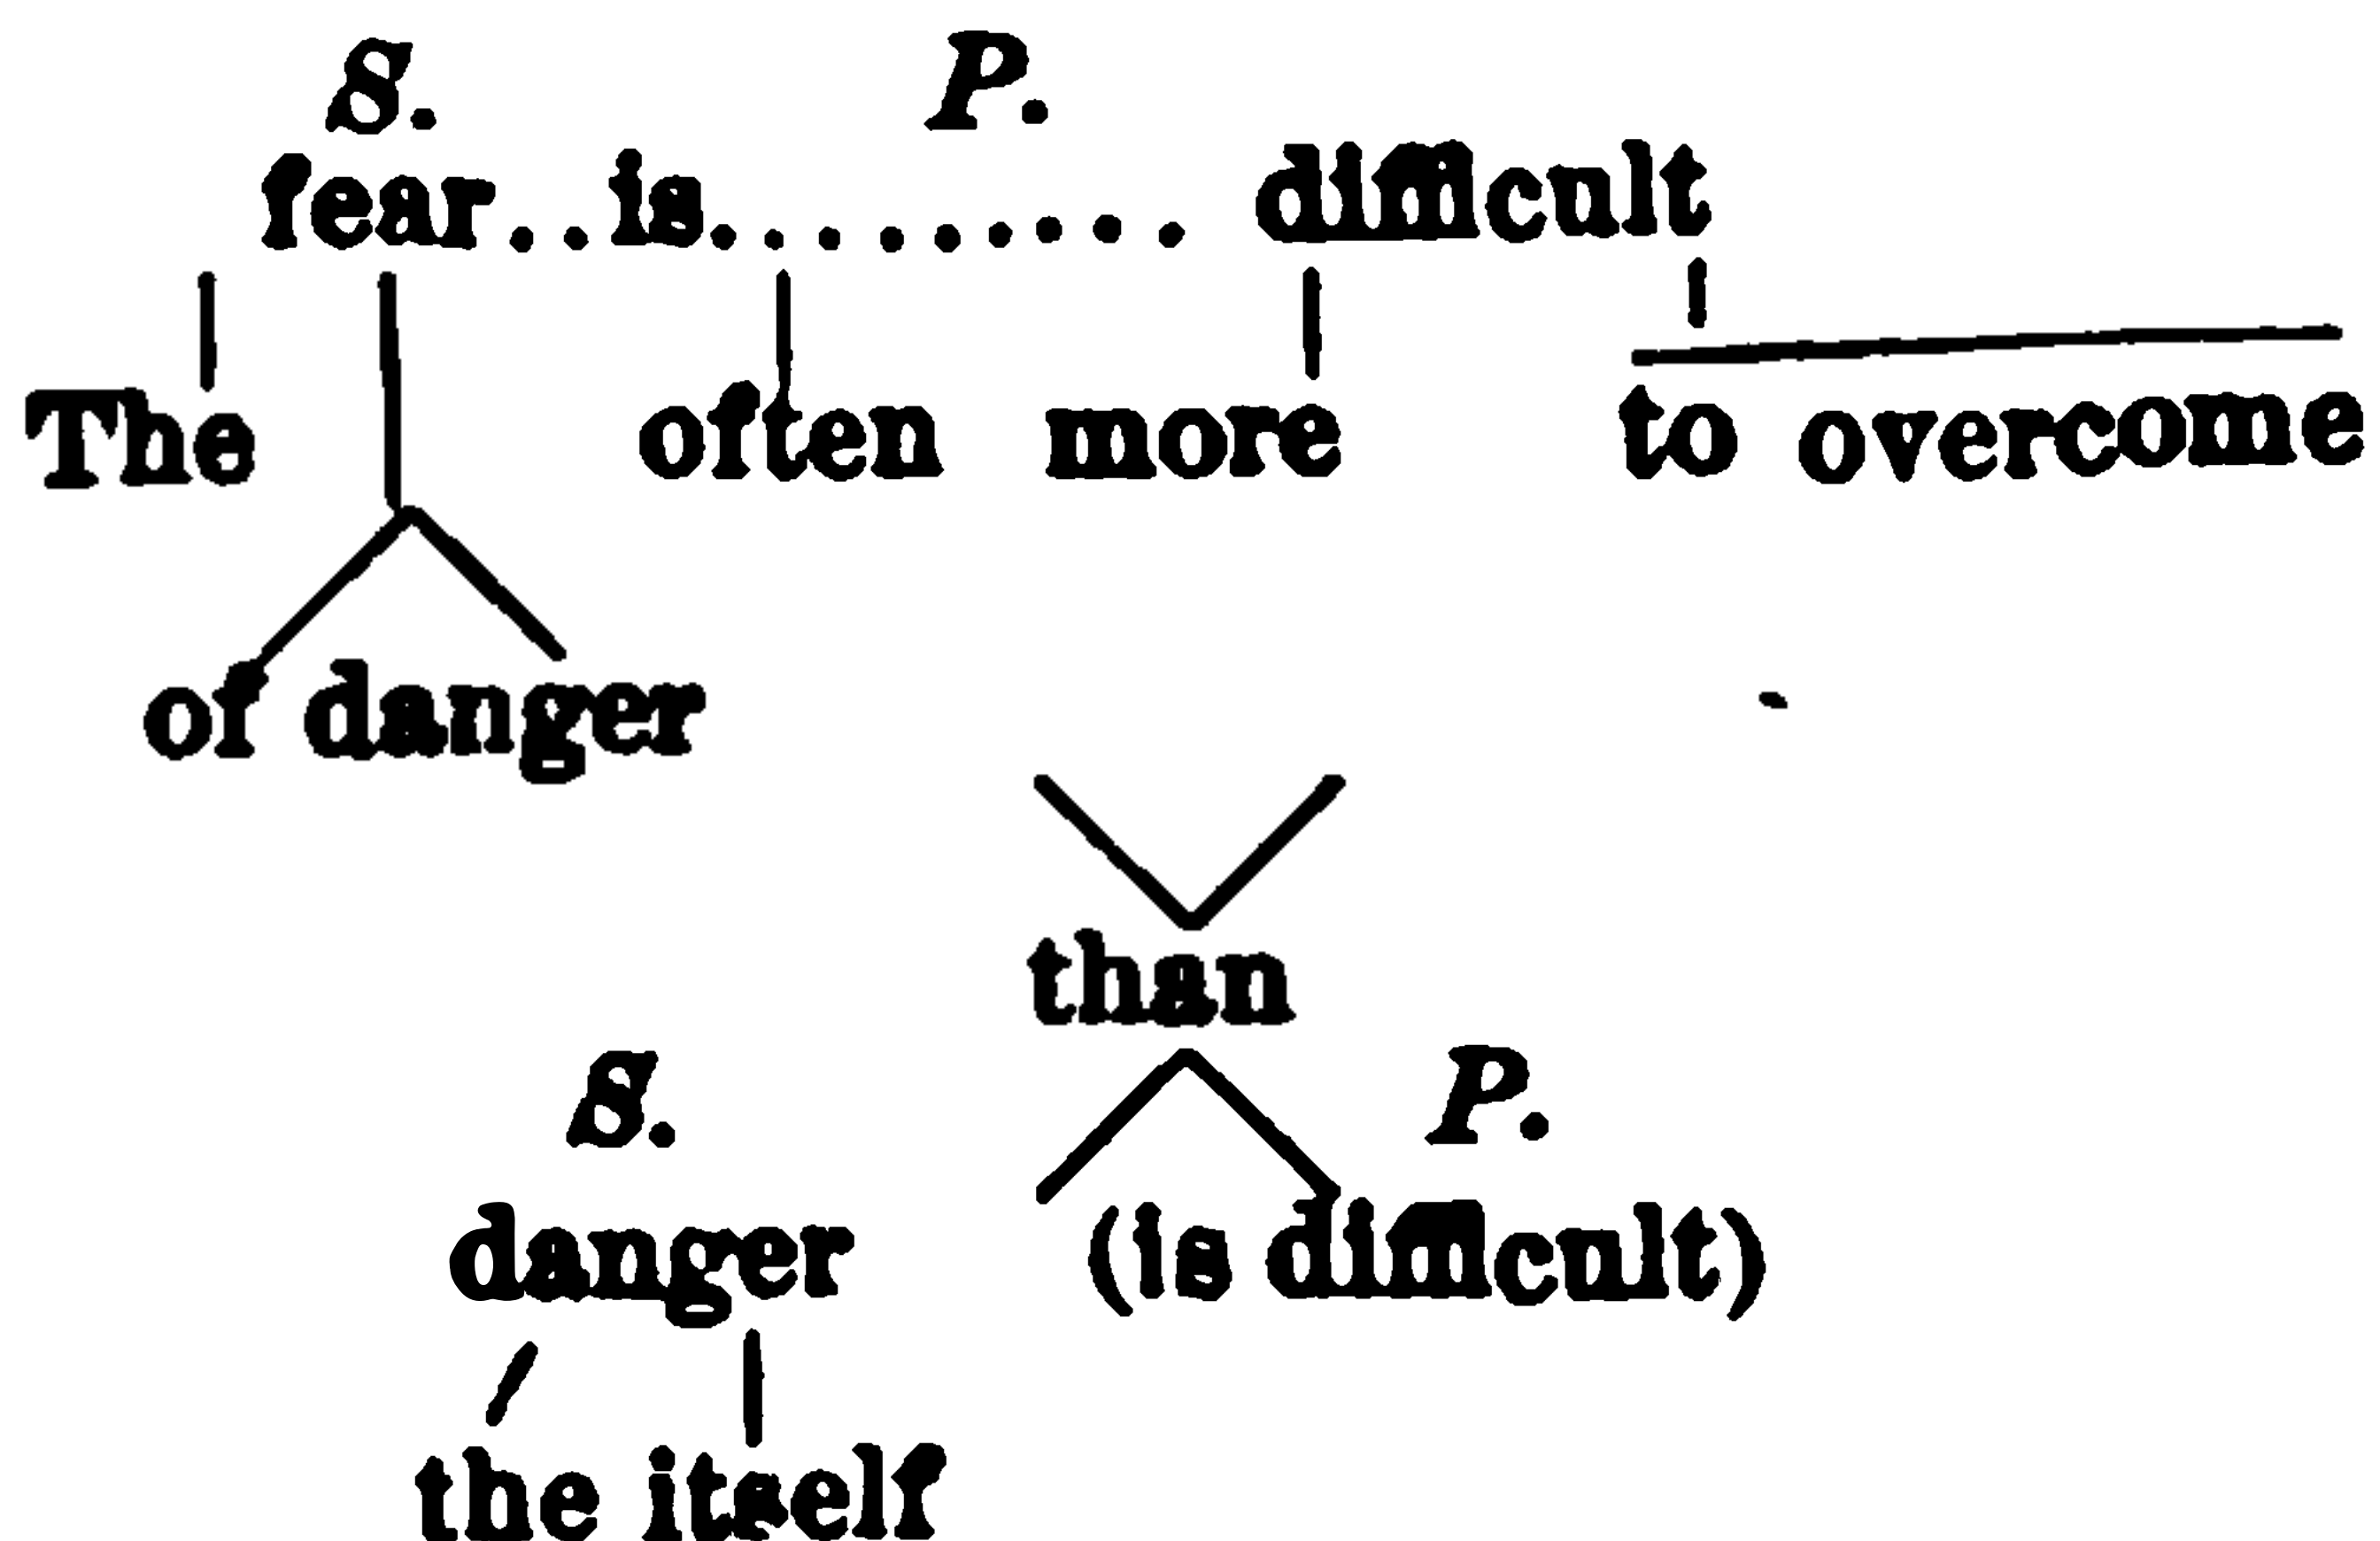 S. P.
fear..is......... difficult
The often more to overcome
of danger
than
S. P.
danger (is difficult)
the itself